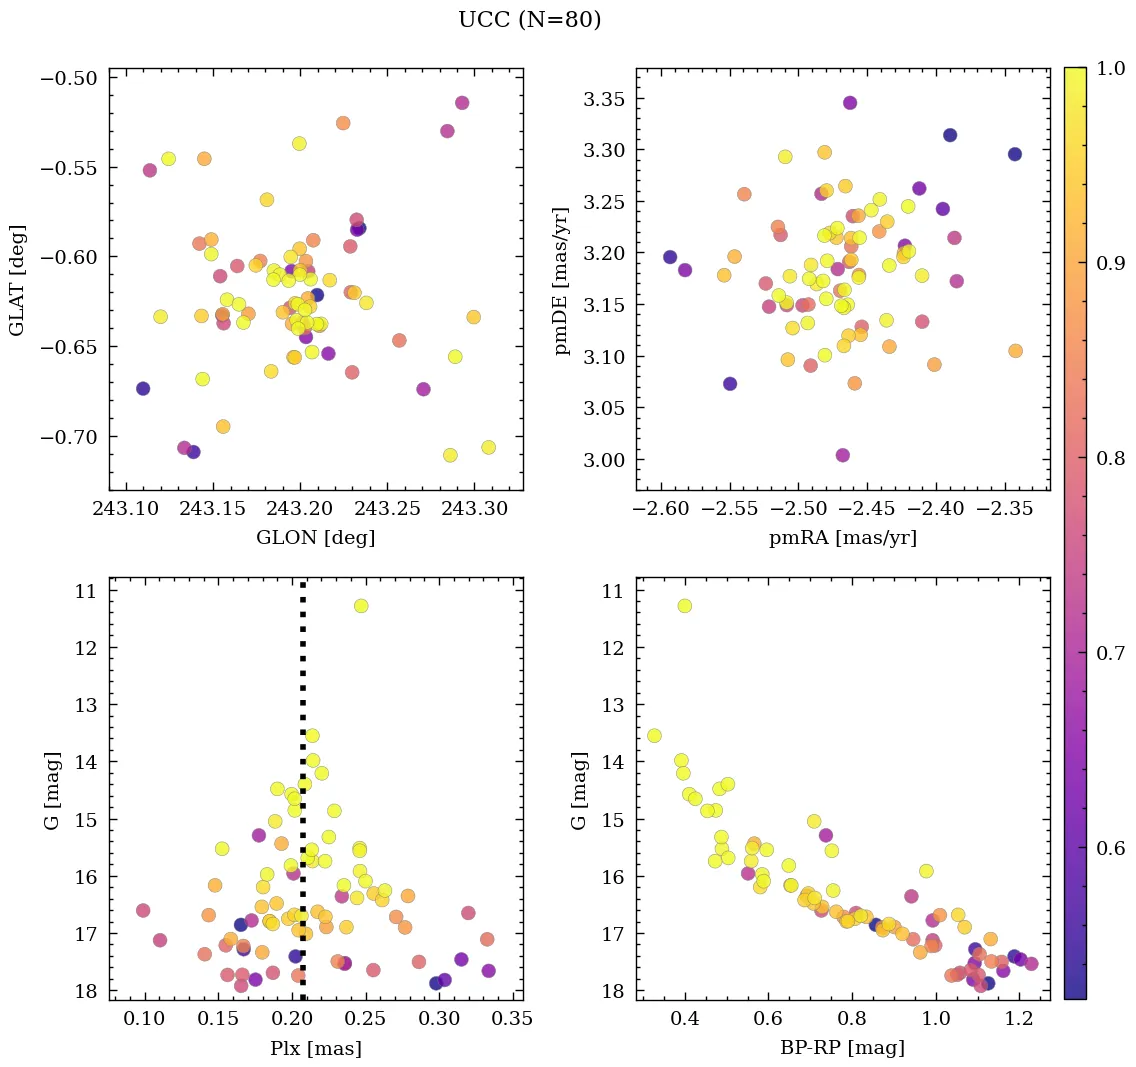 UCC (N=80)
−0.50
−0.55
−0.60
−0.65
−0.70
GLAT [deg]
243.10 243.15 243.20 243.25 243.30
GLON [deg]
3.35
3.30
3.25
3.20
3.15
3.10
3.05
3.00
pmDE [mas/yr]
−2.60 −2.55 −2.50 −2.45 −2.40 −2.35
pmRA [mas/yr]
1.0
0.9
0.8
0.7
0.6
11
12
13
14
15
16
17
18
G [mag]
0.10 0.15 0.20 0.25 0.30 0.35
Plx [mas]
11
12
13
14
15
16
17
18
G [mag]
0.4 0.6 0.8 1.0 1.2
BP-RP [mag]